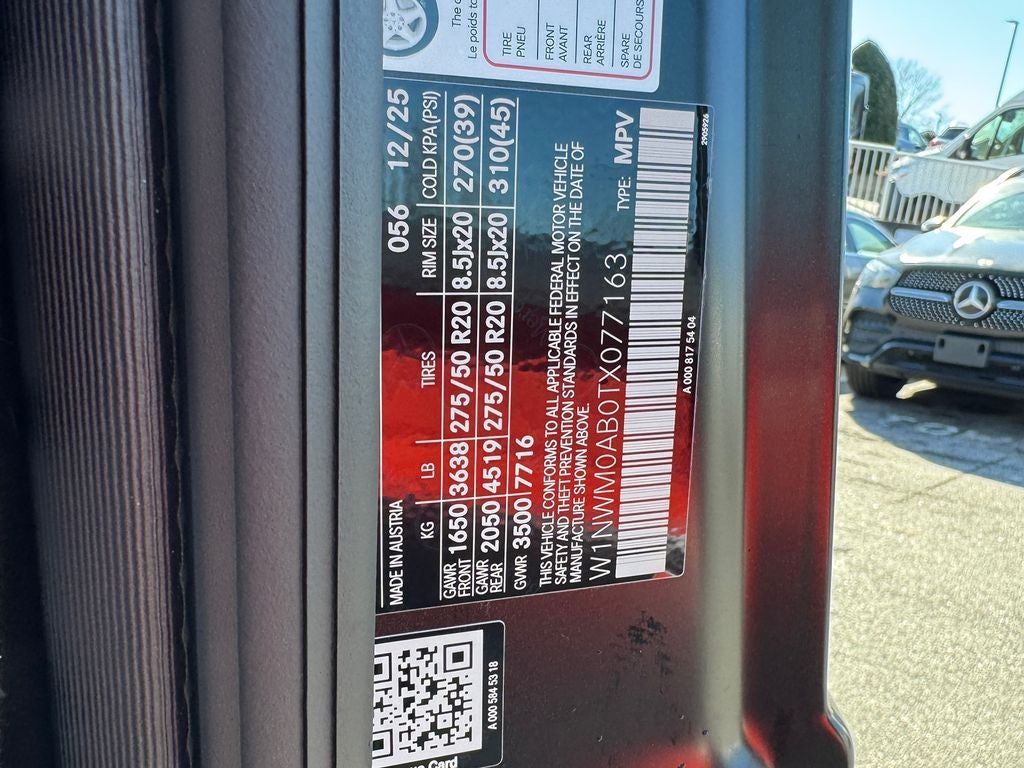 The
Le poids to
TIRE
PNEU
FRONT
AVANT
REAR
ARRIÈRE
SPARE
DE SECOURS
MADE IN AUSTRIA 056 12/25
KG LB TIRES RIM SIZE COLD KPA (PSI)
GAWR
FRONT 1650 3638 275/50 R20 8.5Jx20 270(39)
GAWR
REAR 2050 4519 275/50 R20 8.5Jx20 310(45)
GVWR 3500 7716
THIS VEHICLE CONFORMS TO ALL APPLICABLE FEDERAL MOTOR VEHICLE
SAFETY AND THEFT PREVENTION STANDARDS IN EFFECT ON THE DATE OF
MANUFACTURE SHOWN ABOVE.
W1NWM0AB0TX077163 TYPE: MPV
A 000 817 54 04 2905926
Card
A 000 584 53 18